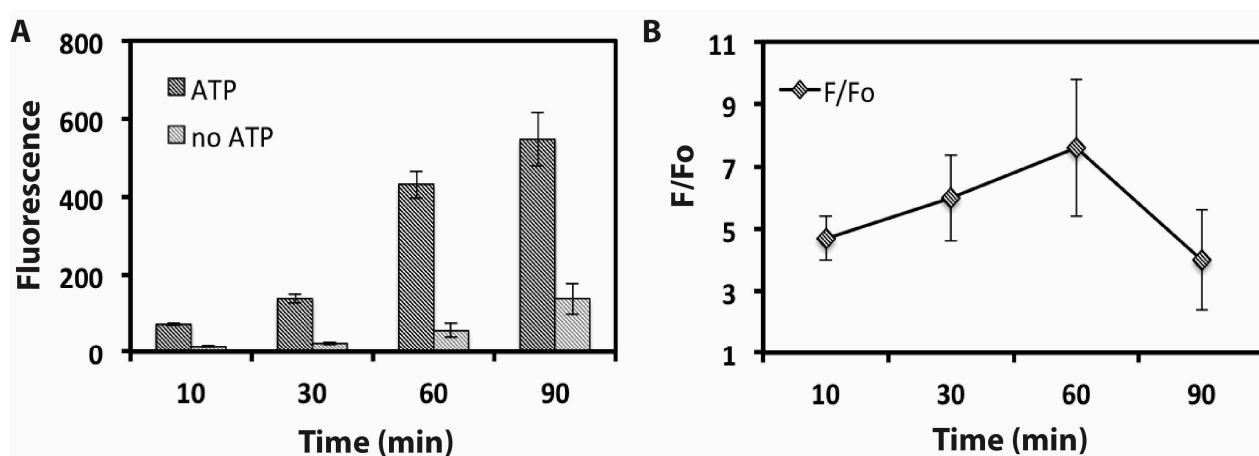 A
Fluorescence
800
600
400
200
0
ATP
no ATP
10 30 60 90
Time (min)
B
F/Fo
11
9
7
5
3
1
F/Fo
10 30 60 90
Time (min)